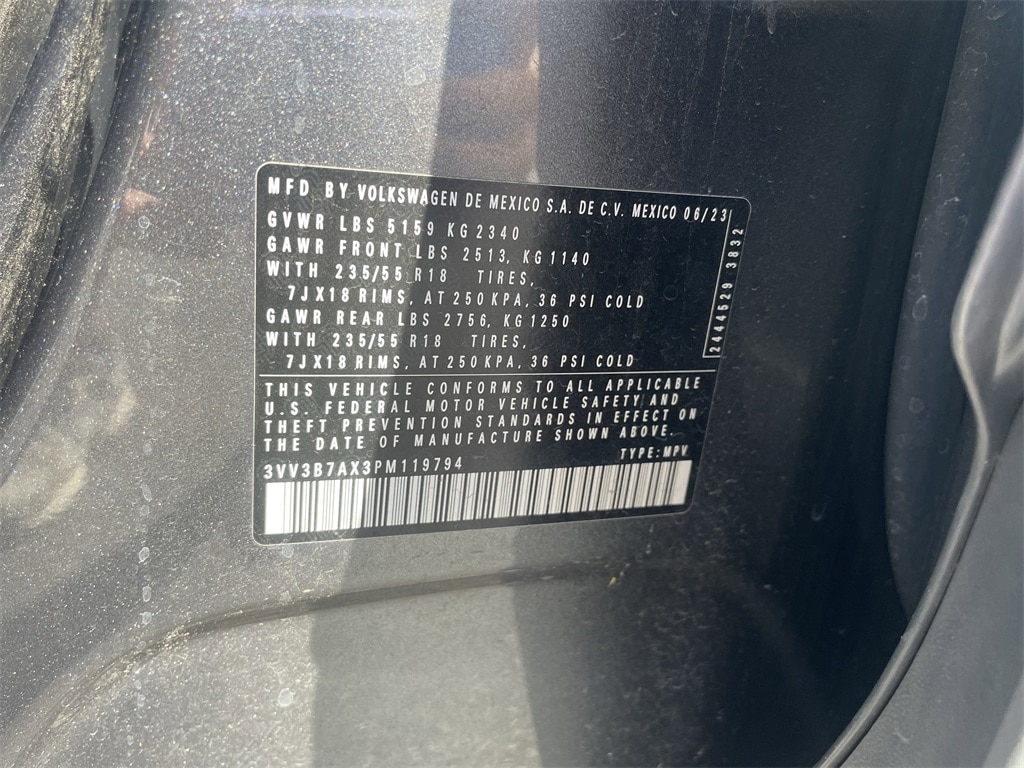 MFD BY VOLKSWAGEN DE MEXICO S.A. DE C.V. MEXICO 06/23
GVWR LBS 5159 KG 2340
GAWR FRONT LBS 2513, KG 1140
WITH 235/55 R18 TIRES,
7JX18 RIMS, AT 250 KPA, 36 PSI COLD
GAWR REAR LBS 2756, KG 1250
WITH 235/55 R18 TIRES,
7JX18 RIMS, AT 250 KPA, 36 PSI COLD
2444529 3832
THIS VEHICLE CONFORMS TO ALL APPLICABLE
U.S. FEDERAL MOTOR VEHICLE SAFETY AND
THEFT PREVENTION STANDARDS IN EFFECT ON
THE DATE OF MANUFACTURE SHOWN ABOVE.
3VV3B7AX3PM119794 TYPE: MPV